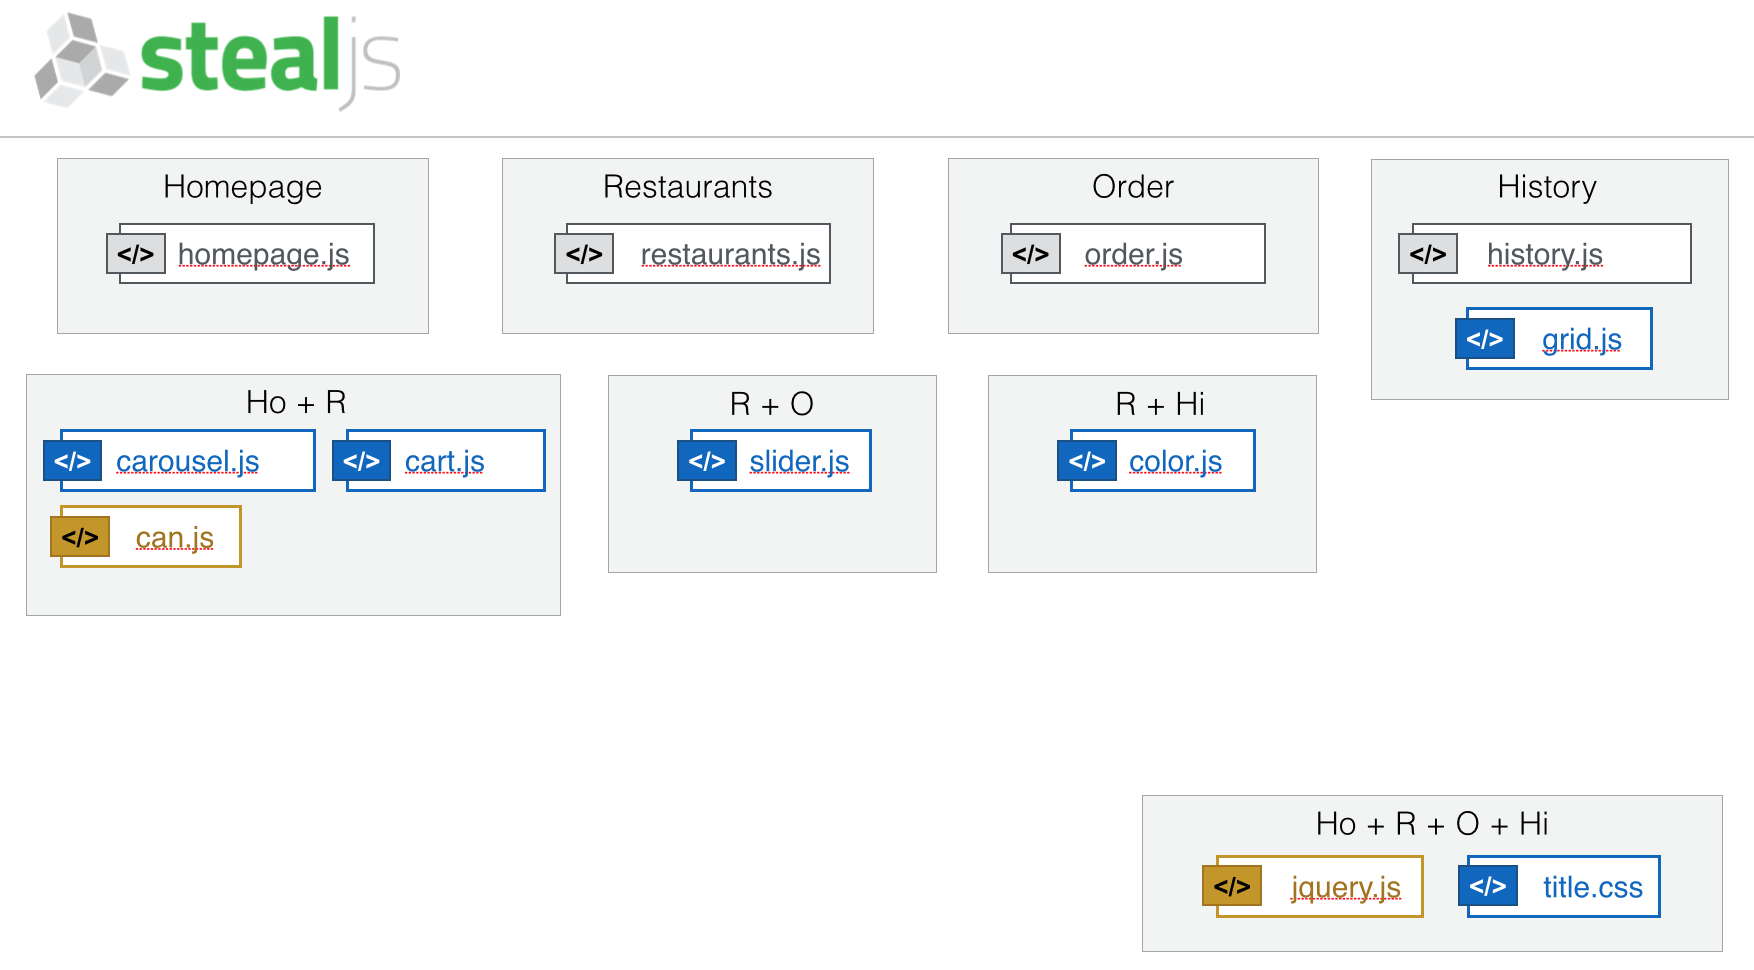 stealjs
Homepage
</> homepage.js
Restaurants
</> restaurants.js
Order
</> order.js
History
</> history.js
</> grid.js
Ho + R
</> carousel.js
</> cart.js
</> can.js
R + O
</> slider.js
R + Hi
</> color.js
Ho + R + O + Hi
</> jquery.js
</> title.css